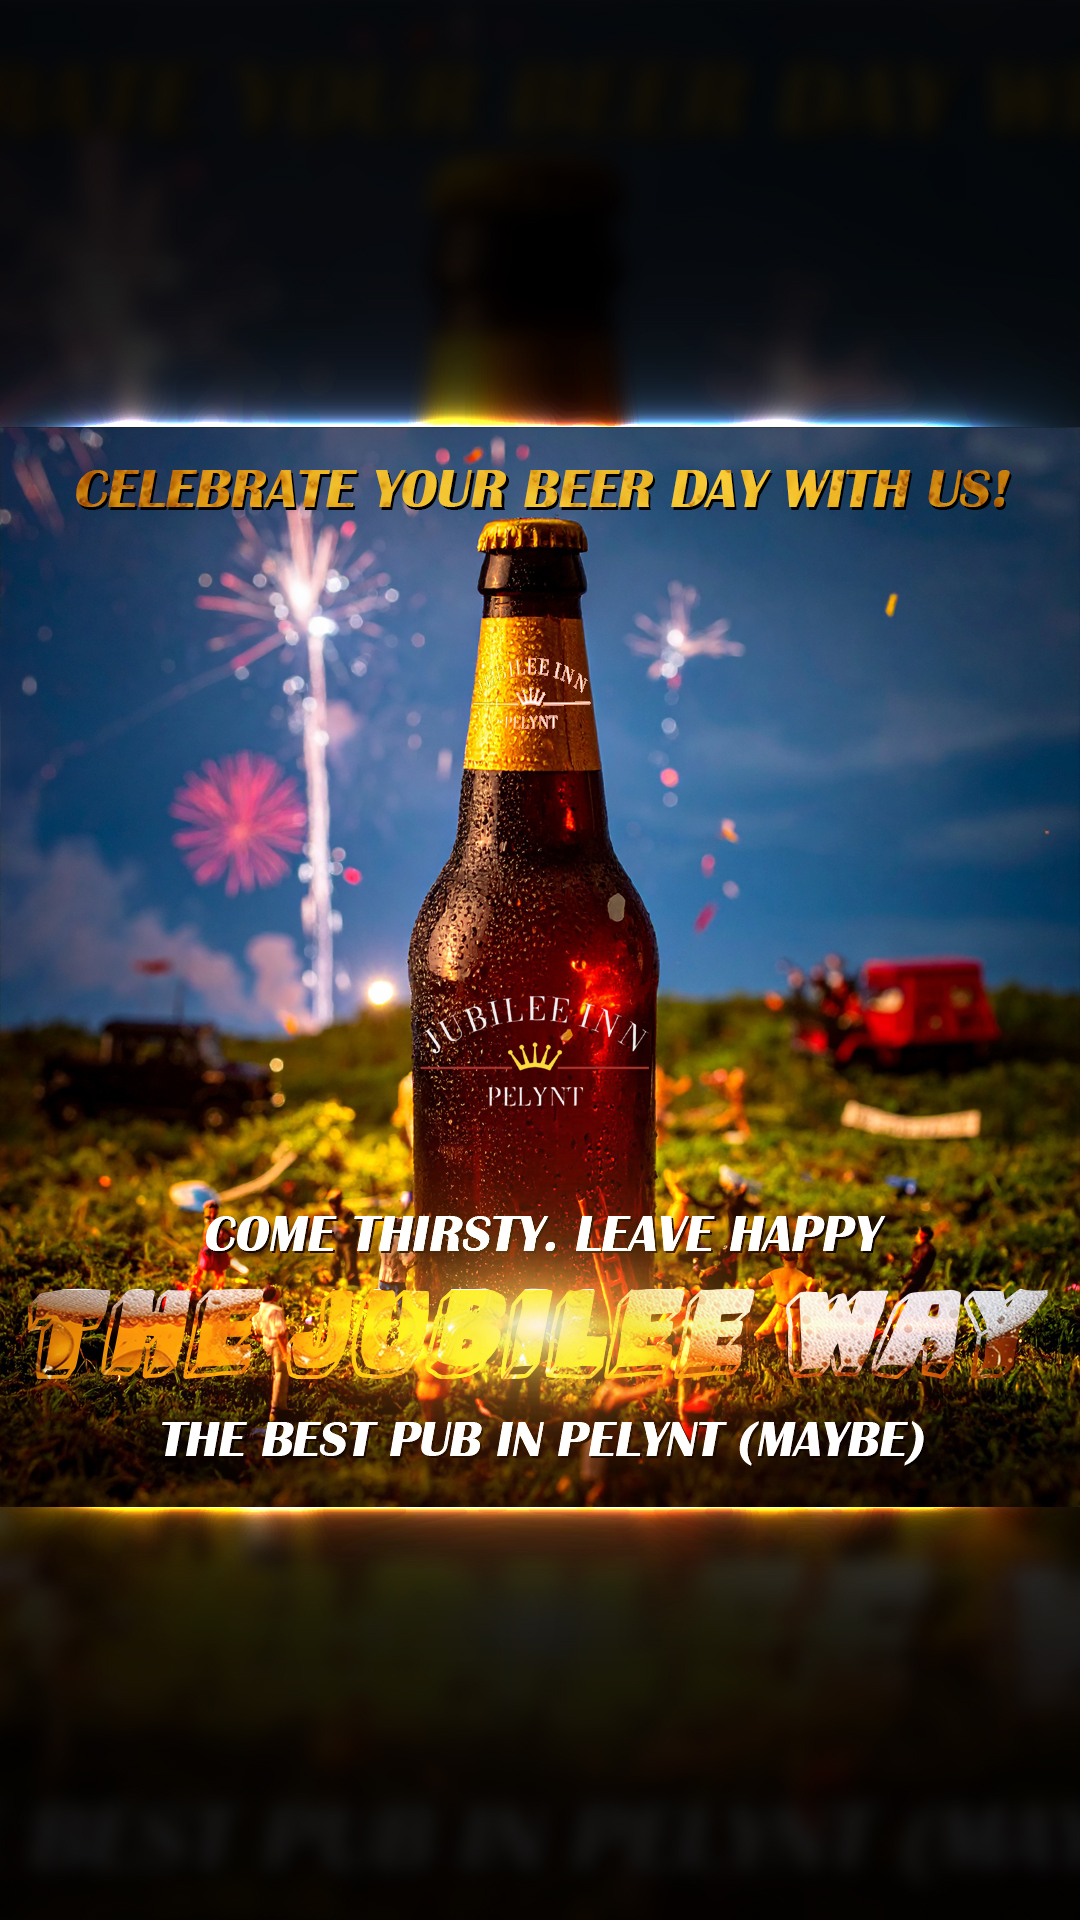 CELEBRATE YOUR BEER DAY WITH US!
JUBILEE INN
PELYNT
JUBILEE INN
PELYNT
COME THIRSTY. LEAVE HAPPY
THE JUBILEE WAY
THE BEST PUB IN PELYNT (MAYBE)